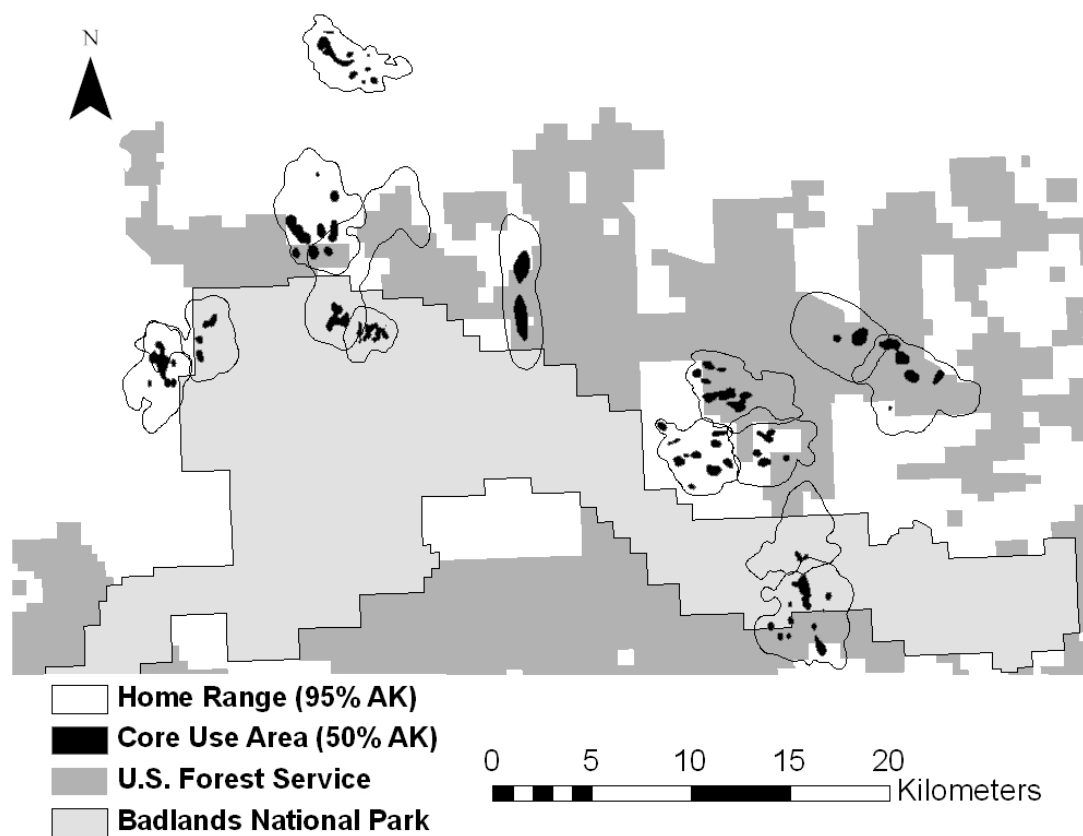 N
Home Range (95% AK)
Core Use Area (50% AK)
U.S. Forest Service
Badlands National Park
0 5 10 15 20
Kilometers